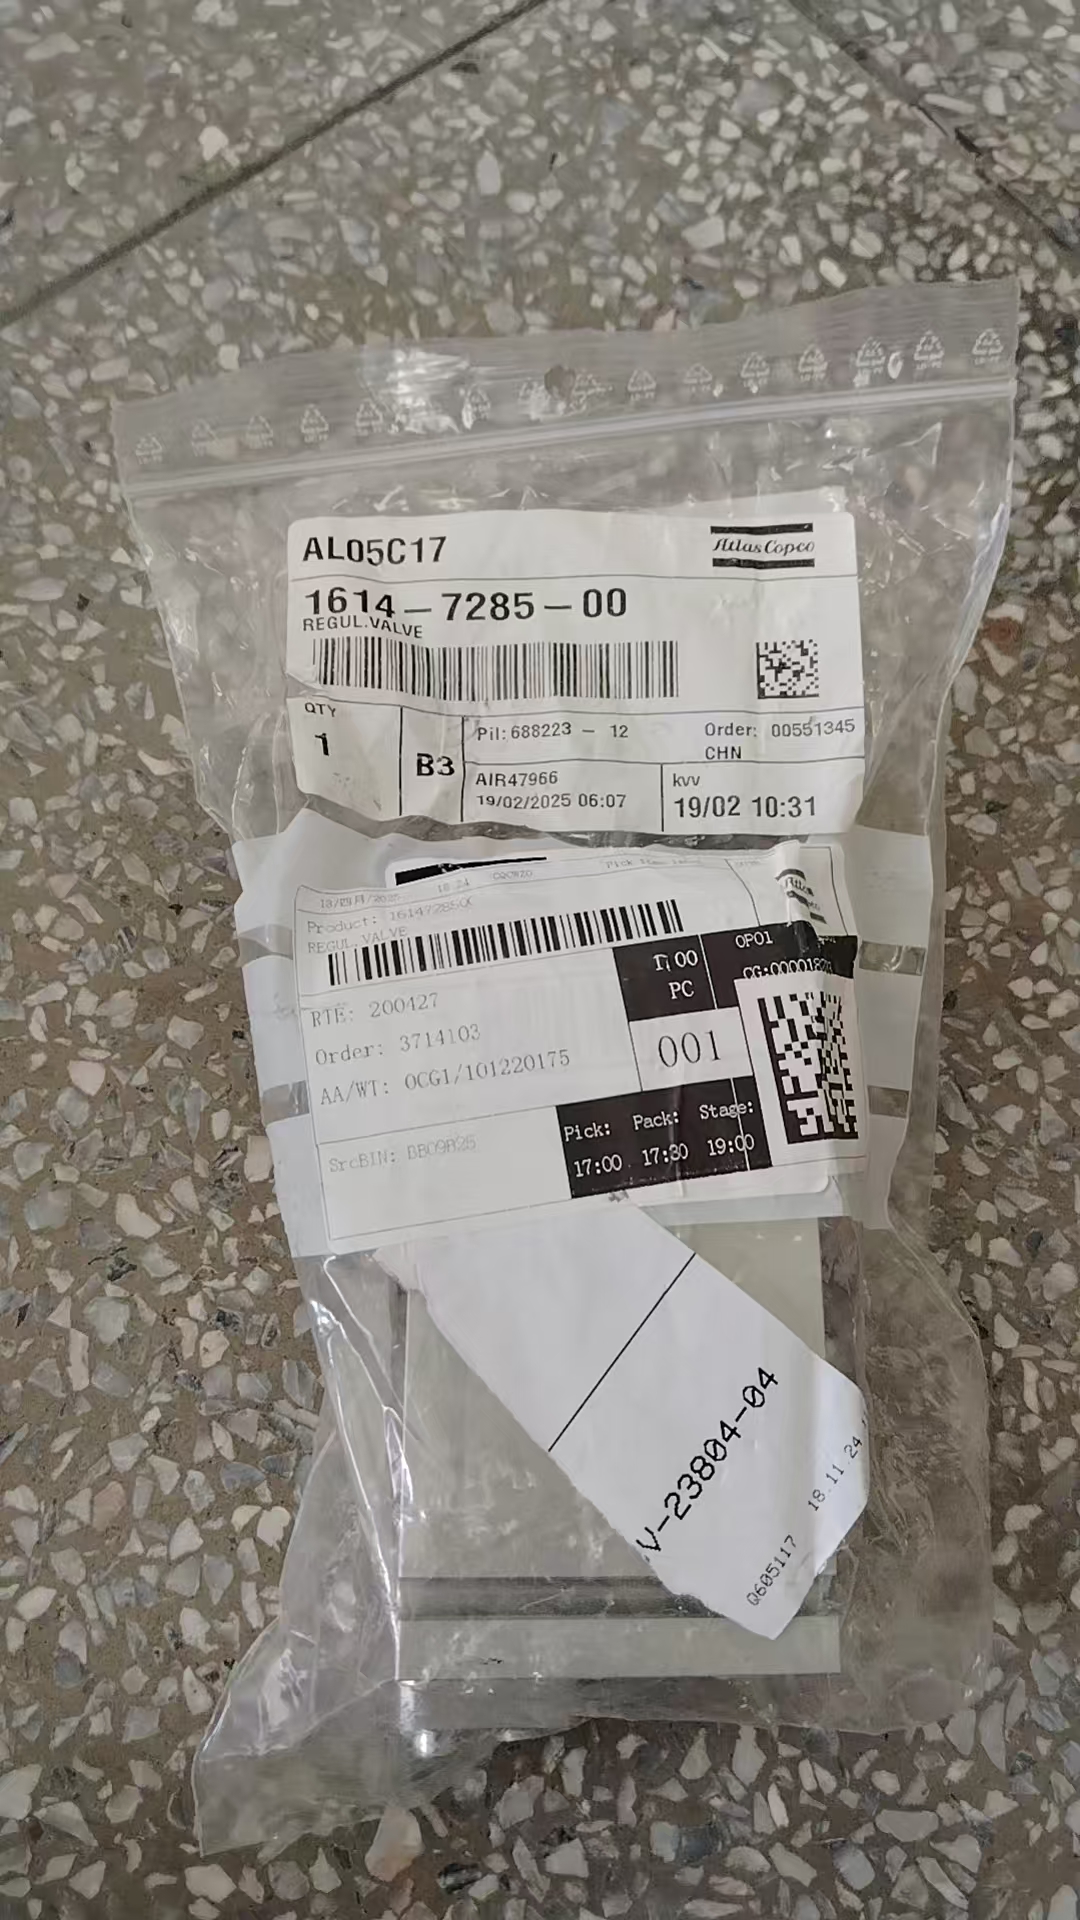 AL05C17
Atlas Copco
1614-7285-00
REGUL.VALVE
QTY
1
B3
Pil: 688223 - 12
Order: 00551345
CHN
AIR47966
19/02/2025 06:07
kvv
19/02 10:31
18 24
Product: 1614728500
REGUL. VALVE
1.00
PC
OP01
RTE: 200427
Order: 3714103
AA/WT: OCG1/101220175
001
SrcBIN:
Pick: Pack: Stage:
17:00 17:30 19:00
V-23804-04
Q605117 18.11.24